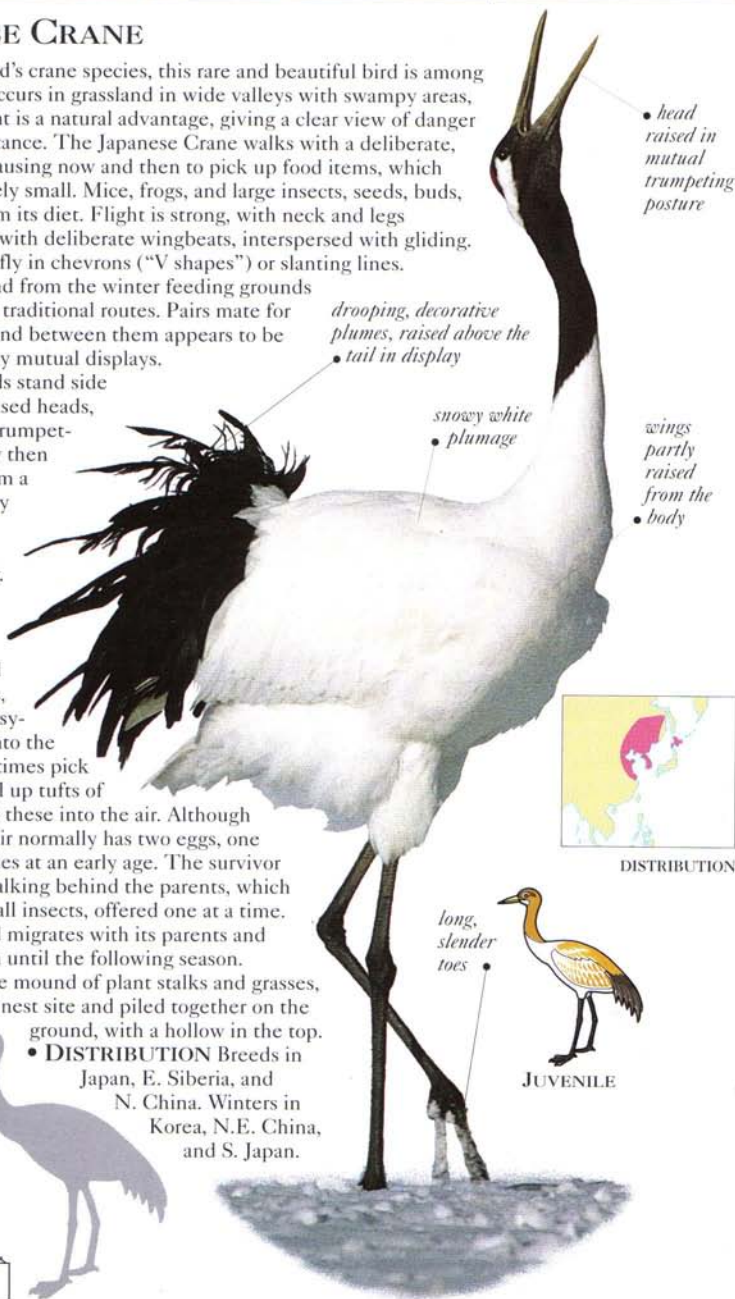 SE CRANE
d's crane species, this rare and beautiful bird is among
ccurs in grassland in wide valleys with swampy areas,
t is a natural advantage, giving a clear view of danger
tance. The Japanese Crane walks with a deliberate,
ausing now and then to pick up food items, which
ely small. Mice, frogs, and large insects, seeds, buds,
m its diet. Flight is strong, with neck and legs
with deliberate wingbeats, interspersed with gliding.
fly in chevrons (“V shapes”) or slanting lines.
nd from the winter feeding grounds
traditional routes. Pairs mate for
nd between them appears to be
y mutual displays.
ls stand side
sed heads,
rumpet-
then
m a
y
sy-
nto the
times pick
l up tufts of
these into the air. Although
ir normally has two eggs, one
es at an early age. The survivor
alking behind the parents, which
all insects, offered one at a time.
l migrates with its parents and
until the following season.
e mound of plant stalks and grasses,
nest site and piled together on the
ground, with a hollow in the top.
• DISTRIBUTION Breeds in
Japan, E. Siberia, and
N. China. Winters in
Korea, N.E. China,
and S. Japan.
head
raised in
mutual
trumpeting
posture
drooping, decorative
plumes, raised above the
tail in display
snowy white
plumage
wings
partly
raised
from the
body
DISTRIBUTION
long,
slender
toes
JUVENILE